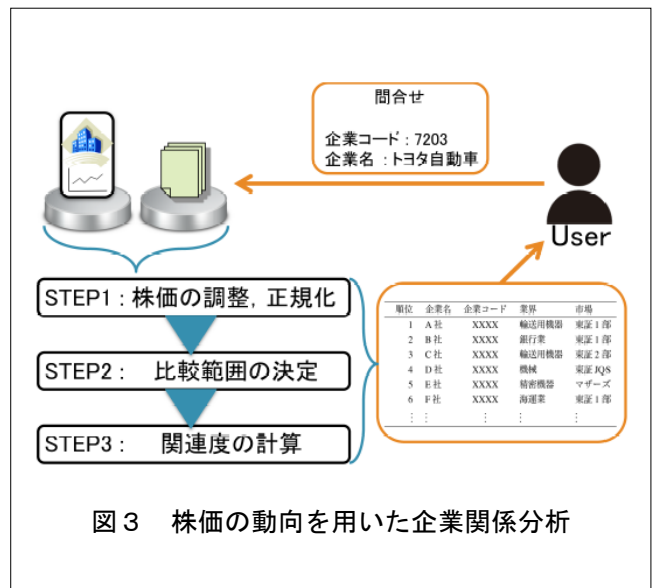 問合せ
企業コード：7203
企業名 ：トヨタ自動車
User
STEP1：株価の調整，正規化
STEP2： 比較範囲の決定
STEP3： 関連度の計算
順位 企業名 企業コード 業界 市場
1 A社 XXXX 輸送用機器 東証1部
2 B社 XXXX 銀行業 東証1部
3 C社 XXXX 輸送用機器 東証2部
4 D社 XXXX 機械 東証JQS
5 E社 XXXX 精密機器 マザーズ
6 F社 XXXX 海運業 東証1部
⋮ ⋮ ⋮ ⋮ ⋮
図３ 株価の動向を用いた企業関係分析